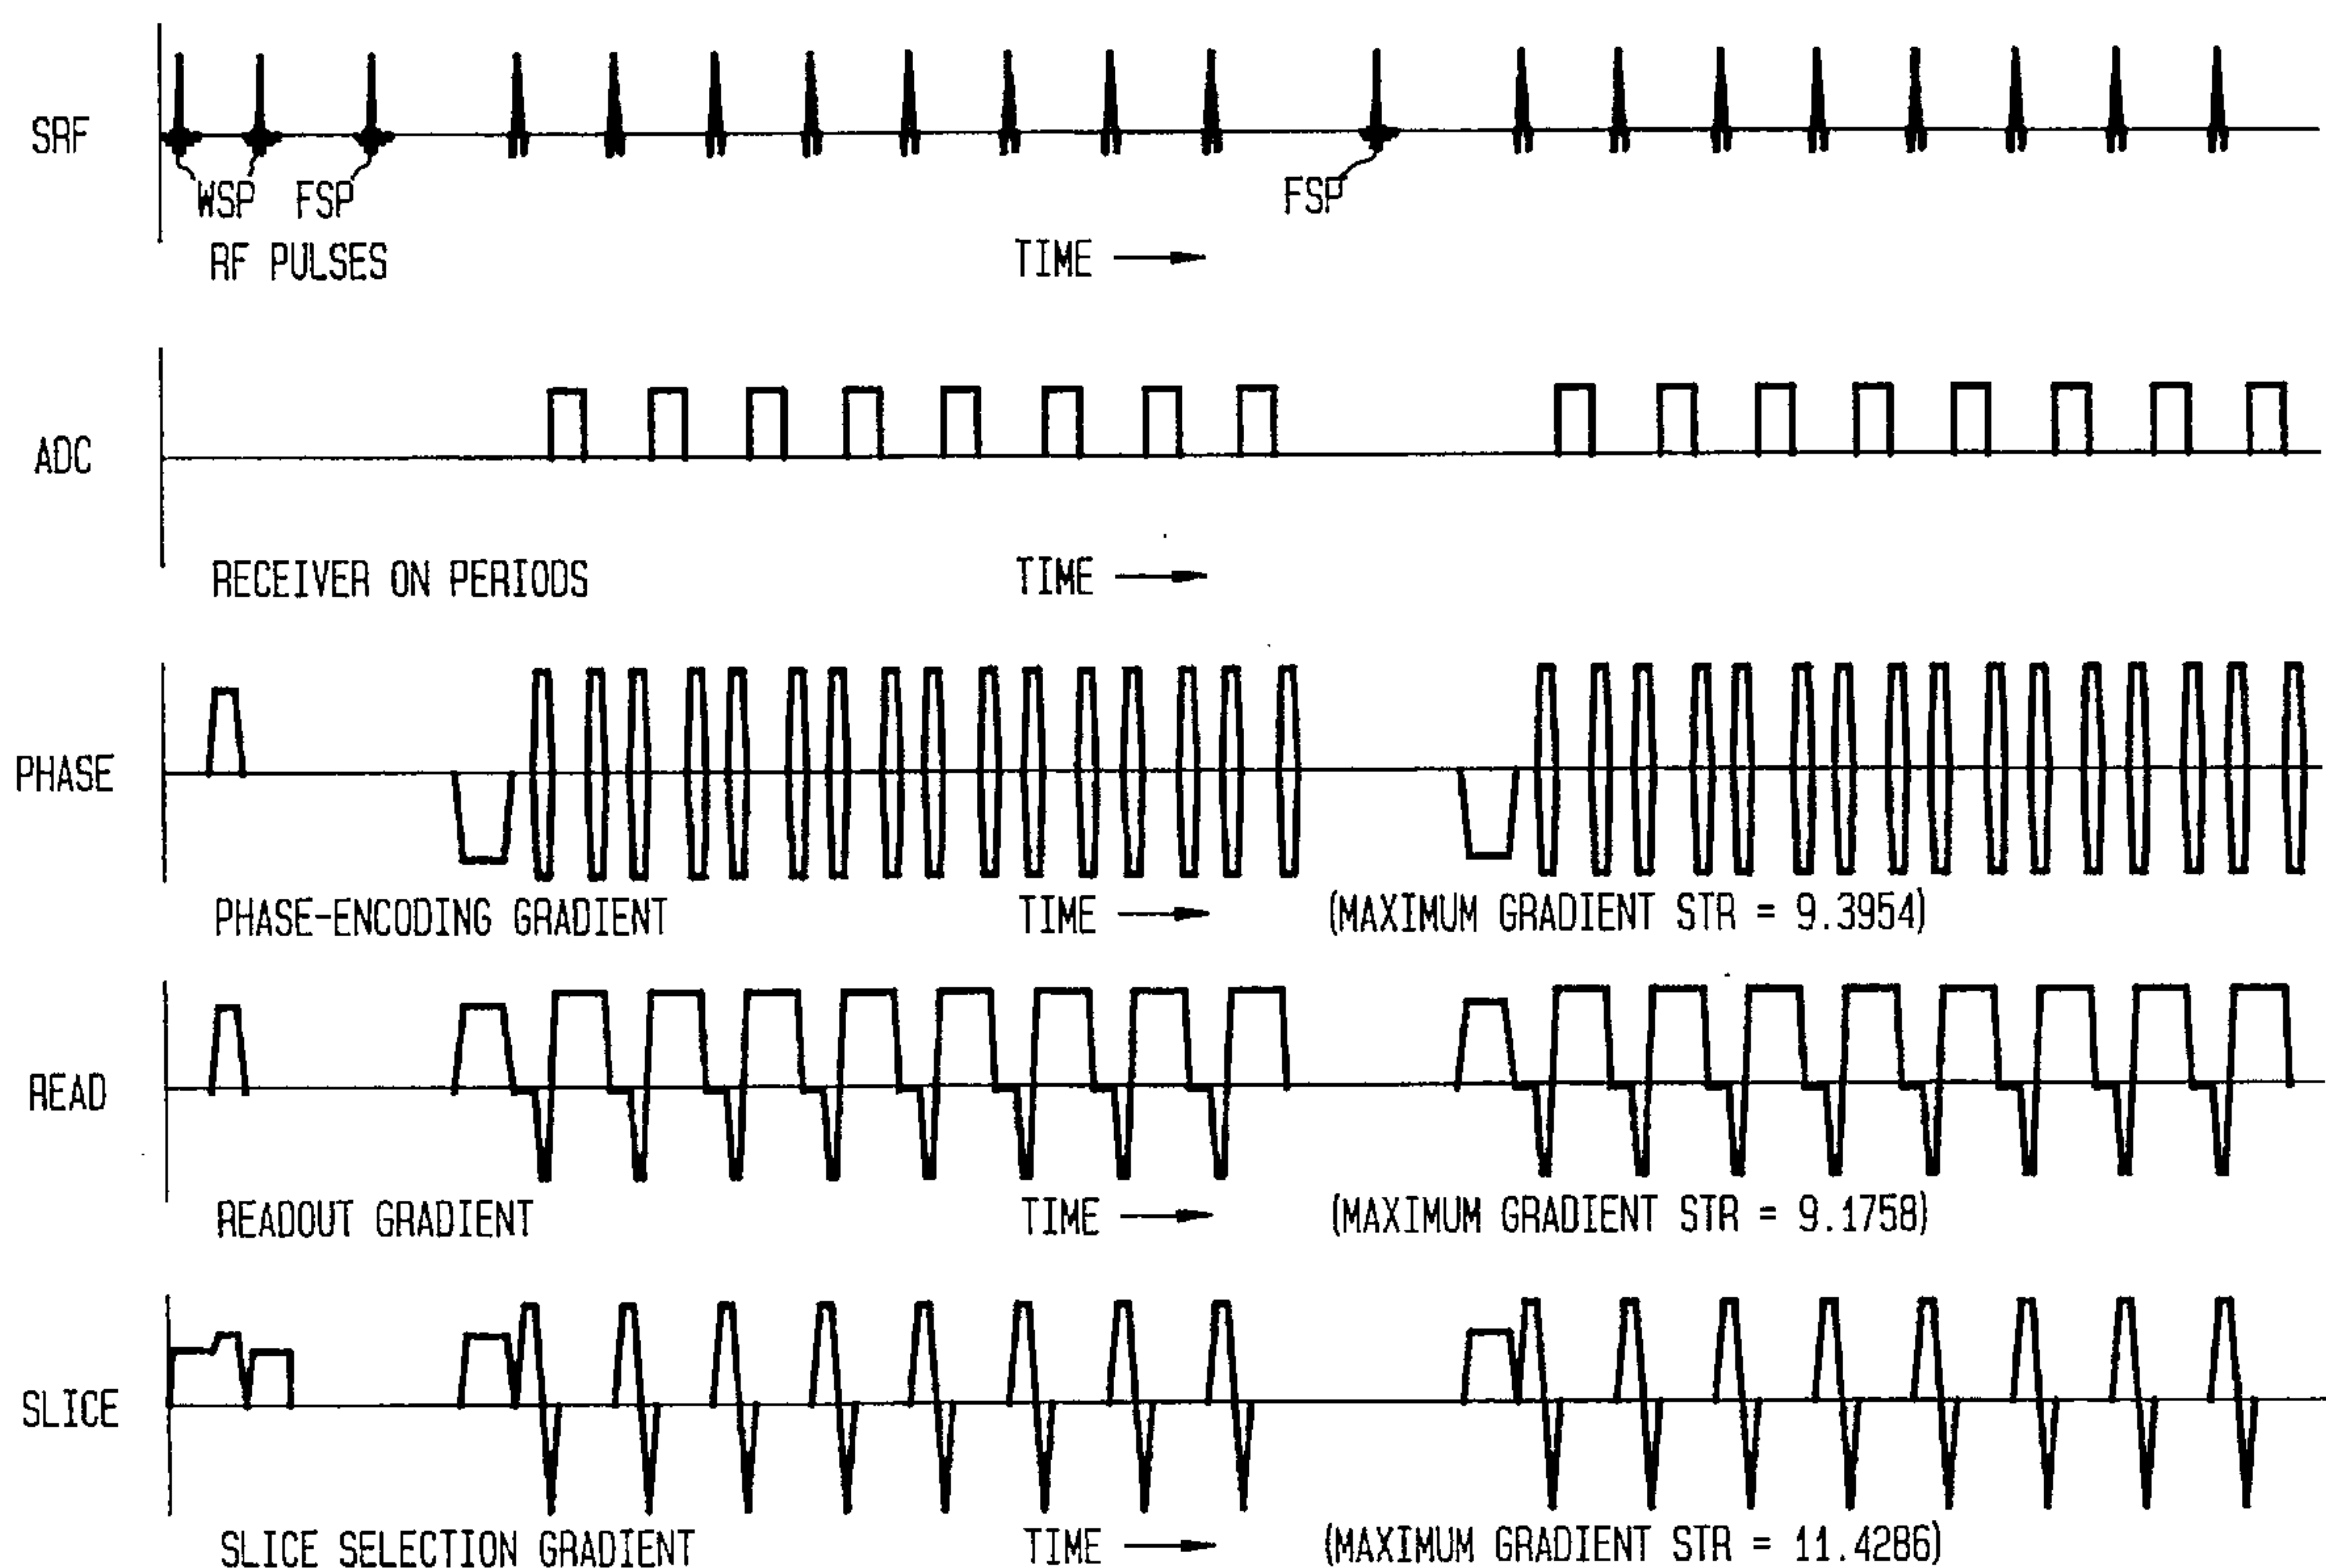 SRF
WSP FSP FSP
RF PULSES TIME
ADC
RECEIVER ON PERIODS TIME
PHASE
PHASE-ENCODING GRADIENT TIME (MAXIMUM GRADIENT STR = 9.3954)
READ
READOUT GRADIENT TIME (MAXIMUM GRADIENT STR = 9.1758)
SLICE
SLICE SELECTION GRADIENT TIME (MAXIMUM GRADIENT STR = 11.4286)